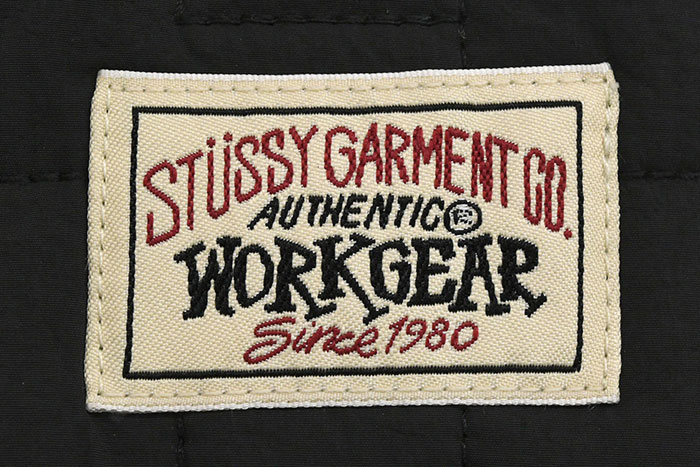 STÜSSY GARMENT CO.
AUTHENTIC ®
WORKGEAR
Since 1980